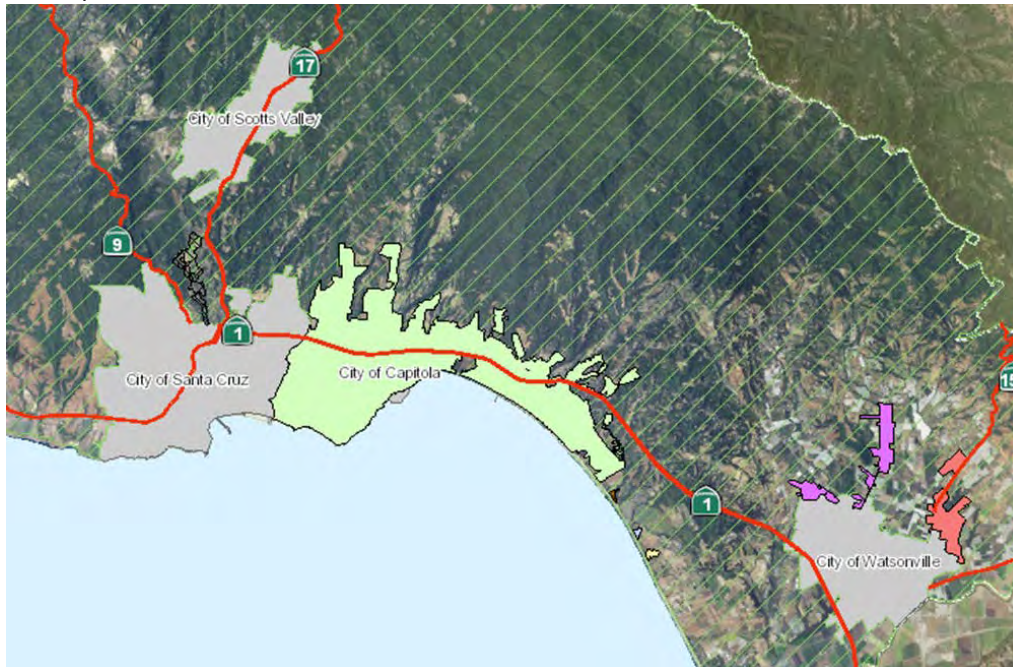 17
City of Scotts Valley
9
1
City of Santa Cruz
City of Capitola
1
City of Watsonville